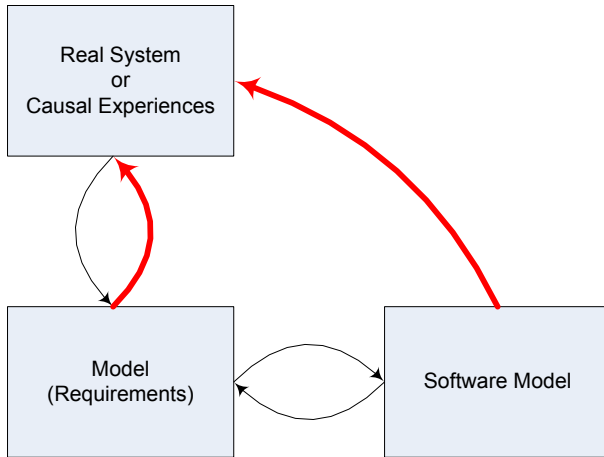 Real System
or
Causal Experiences
Model
(Requirements)
Software Model